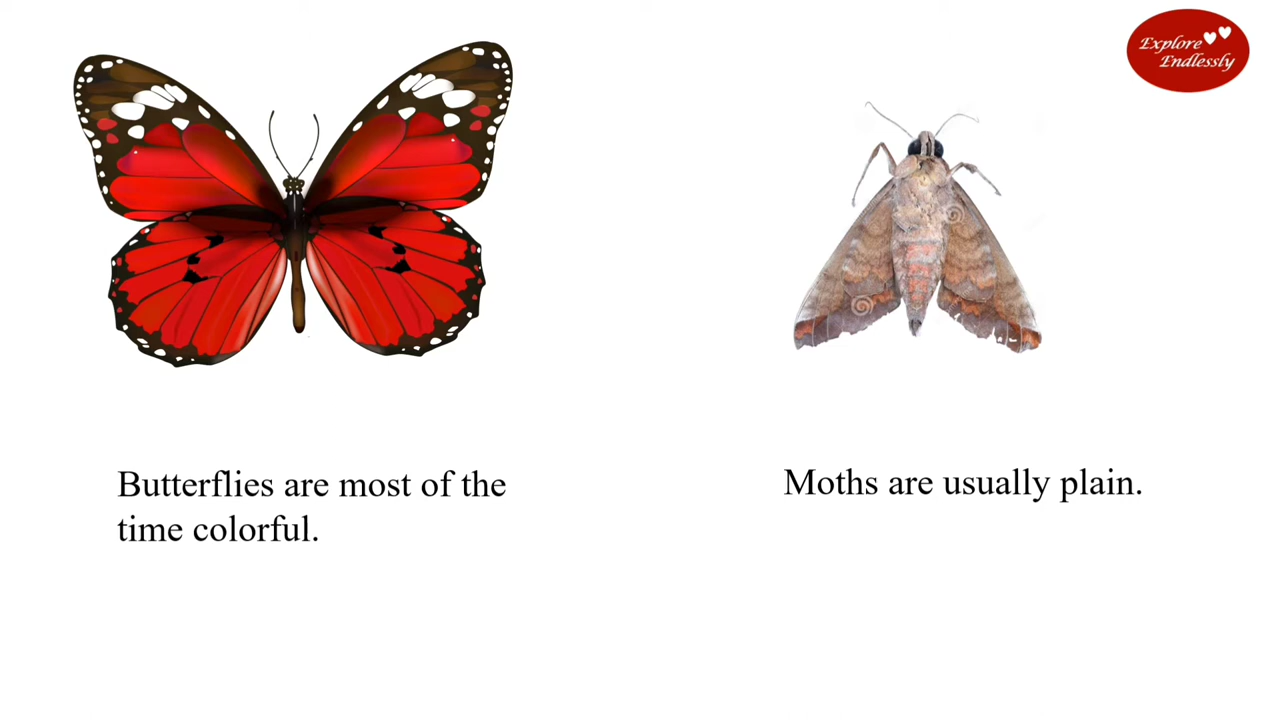 Explore
Endlessly
Butterflies are most of the
time colorful.
Moths are usually plain.